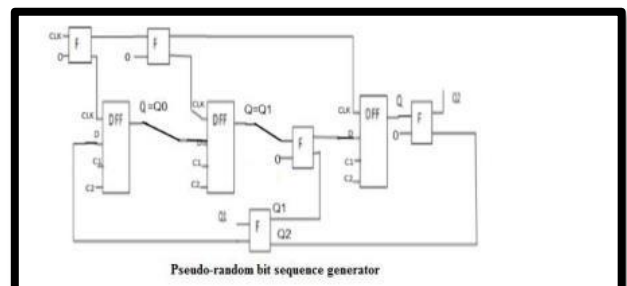 CLK
F
F
0
0
CLK
DFF
Q=Q0
CLK
DFF
Q=Q1
CLK
DFF
Q
F
Q2
D
F
0
D
0
C1
C2
C1
C2
C1
C2
Q1
F
Q1
Q2
Pseudo-random bit sequence generator